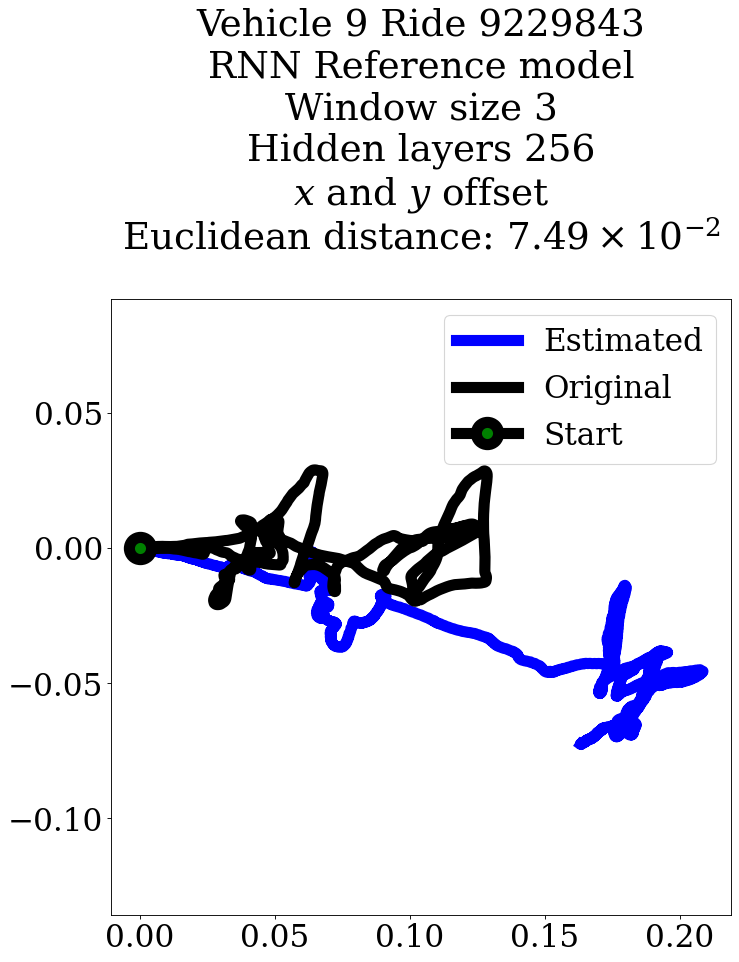 Vehicle 9 Ride 9229843
RNN Reference model
Window size 3
Hidden layers 256
x and y offset
Euclidean distance: 7.49 × 10⁻²
Estimated
Original
Start
0.05
0.00
−0.05
−0.10
0.00 0.05 0.10 0.15 0.20